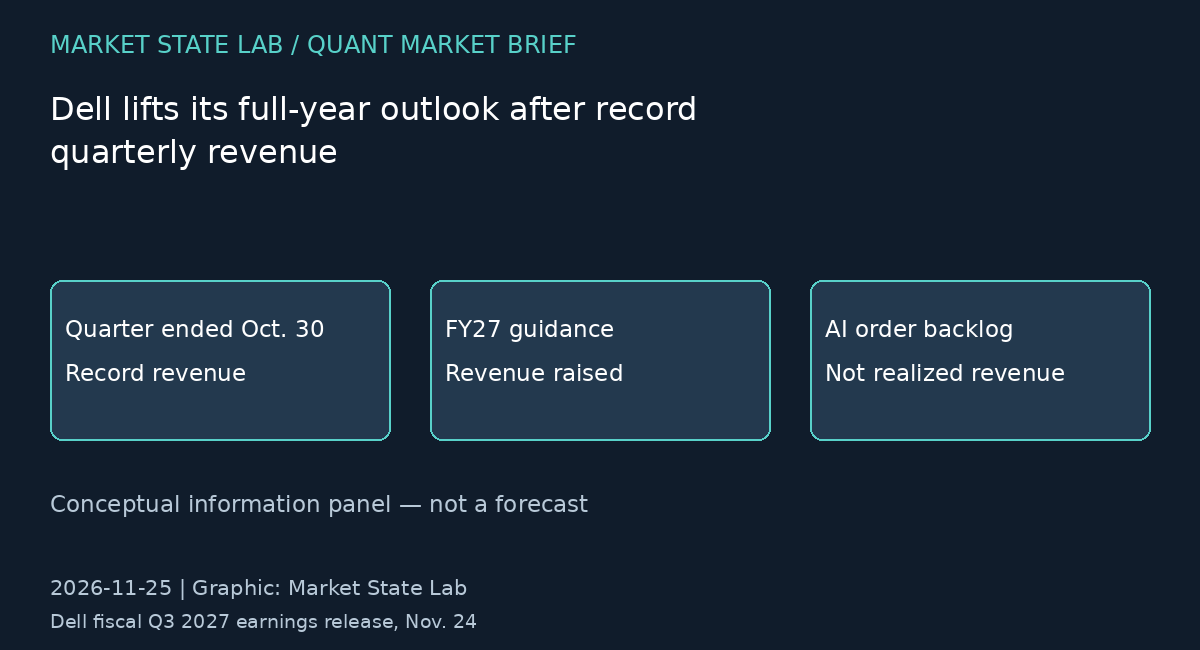 MARKET STATE LAB / QUANT MARKET BRIEF
Dell lifts its full-year outlook after record
quarterly revenue
Quarter ended Oct. 30
Record revenue
FY27 guidance
Revenue raised
AI order backlog
Not realized revenue
Conceptual information panel — not a forecast
2026-11-25 | Graphic: Market State Lab
Dell fiscal Q3 2027 earnings release, Nov. 24